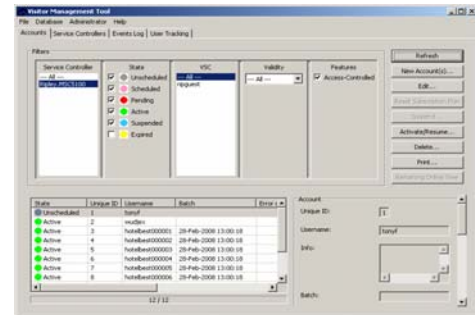 Visitor Management Tool
File Database Administrator Help
Accounts Service Controllers Events Log User Tracking
Filters
Service Controller
--- All ---
State
Unscheduled
Scheduled
Pending
Active
Suspended
Expired
VSC
--- All ---
Validity
--- All ---
Features
Access-Controlled
Refresh
New Account(s)...
Edit...
Activate/Resume...
Delete...
Print...
State Unique ID Username Batch Error
Unscheduled 1 tonyf
Active 2
Active 3 hotelbest000001 28-Feb-2008 13:00:18
Active 4 hotelbest000002 28-Feb-2008 13:00:18
Active 5 hotelbest000003 28-Feb-2008 13:00:18
Active 6 hotelbest000004 28-Feb-2008 13:00:18
Active 7 hotelbest000005 28-Feb-2008 13:00:18
Active 8 hotelbest000006 28-Feb-2008 13:00:18
12 / 12
Account
Unique ID: 1
Username: tonyf
Info:
Batch: